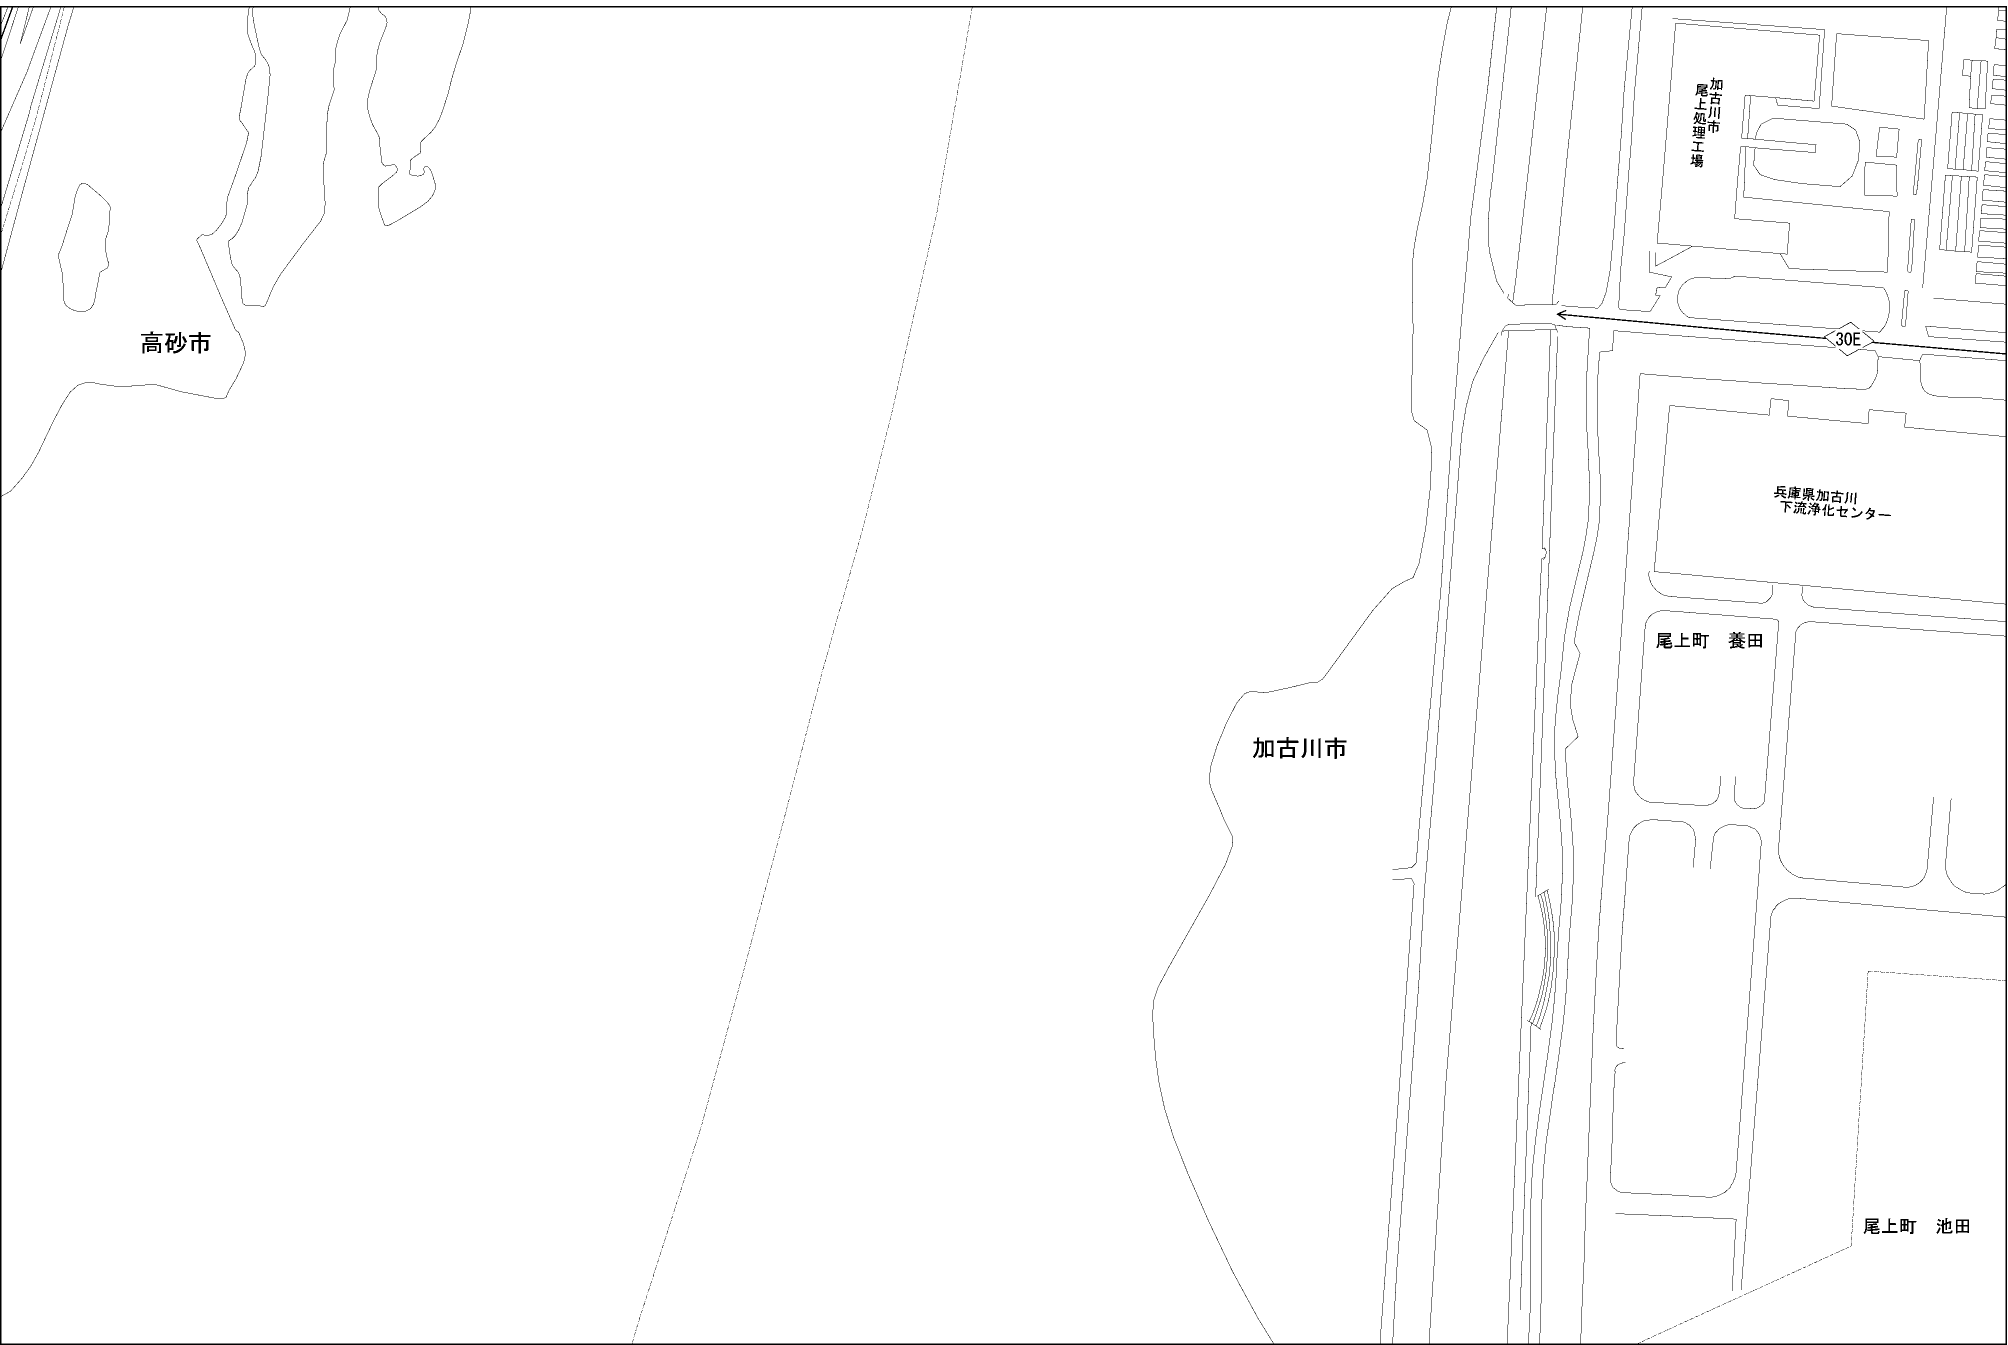 加古川市
尾上処理工場
30E
高砂市
兵庫県加古川
下流浄化センター
尾上町　養田
加古川市
尾上町　池田